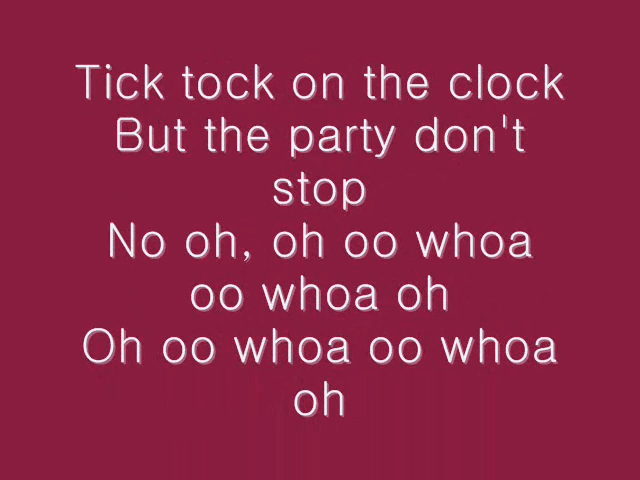 Tick tock on the clock
But the party don't
stop
No oh, oh oo whoa
oo whoa oh
Oh oo whoa oo whoa
oh